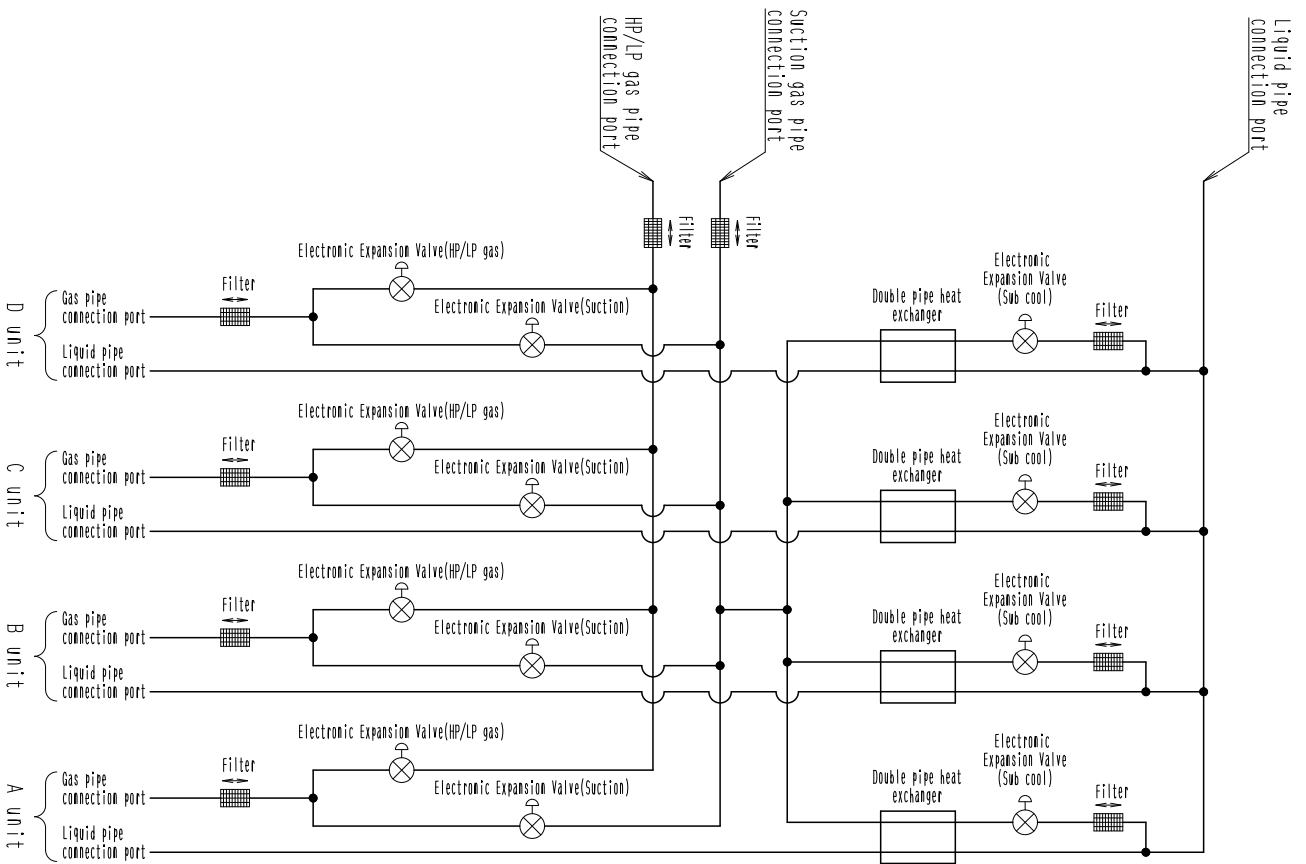 HP/LP gas pipe
connection port
Suction gas pipe
connection port
Liquid pipe
connection port
Filter
Filter
D unit
Gas pipe
connection port
Liquid pipe
connection port
Filter
Electronic Expansion Valve(HP/LP gas)
Electronic Expansion Valve(Suction)
Double pipe heat
exchanger
Electronic
Expansion Valve
(Sub cool)
Filter
C unit
Gas pipe
connection port
Liquid pipe
connection port
Filter
Electronic Expansion Valve(HP/LP gas)
Electronic Expansion Valve(Suction)
Double pipe heat
exchanger
Electronic
Expansion Valve
(Sub cool)
Filter
B unit
Gas pipe
connection port
Liquid pipe
connection port
Filter
Electronic Expansion Valve(HP/LP gas)
Electronic Expansion Valve(Suction)
Double pipe heat
exchanger
Electronic
Expansion Valve
(Sub cool)
Filter
A unit
Gas pipe
connection port
Liquid pipe
connection port
Filter
Electronic Expansion Valve(HP/LP gas)
Electronic Expansion Valve(Suction)
Double pipe heat
exchanger
Electronic
Expansion Valve
(Sub cool)
Filter